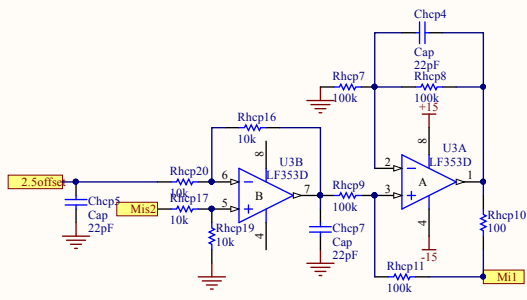 Chcp4
Cap
22pF
Rhcp7
100k
Rhcp8
100k
+15
U3A
LF353D
8
2
3
A
1
4
-15
Rhcp16
10k
U3B
LF353D
8
6
5
B
7
4
2.5offset
Rhcp20
10k
Chcp5
Cap
22pF
Mis2
Rhcp17
10k
Rhcp19
10k
Rhcp9
100k
Chcp7
Cap
22pF
Rhcp10
100
Rhcp11
100k
Mi1